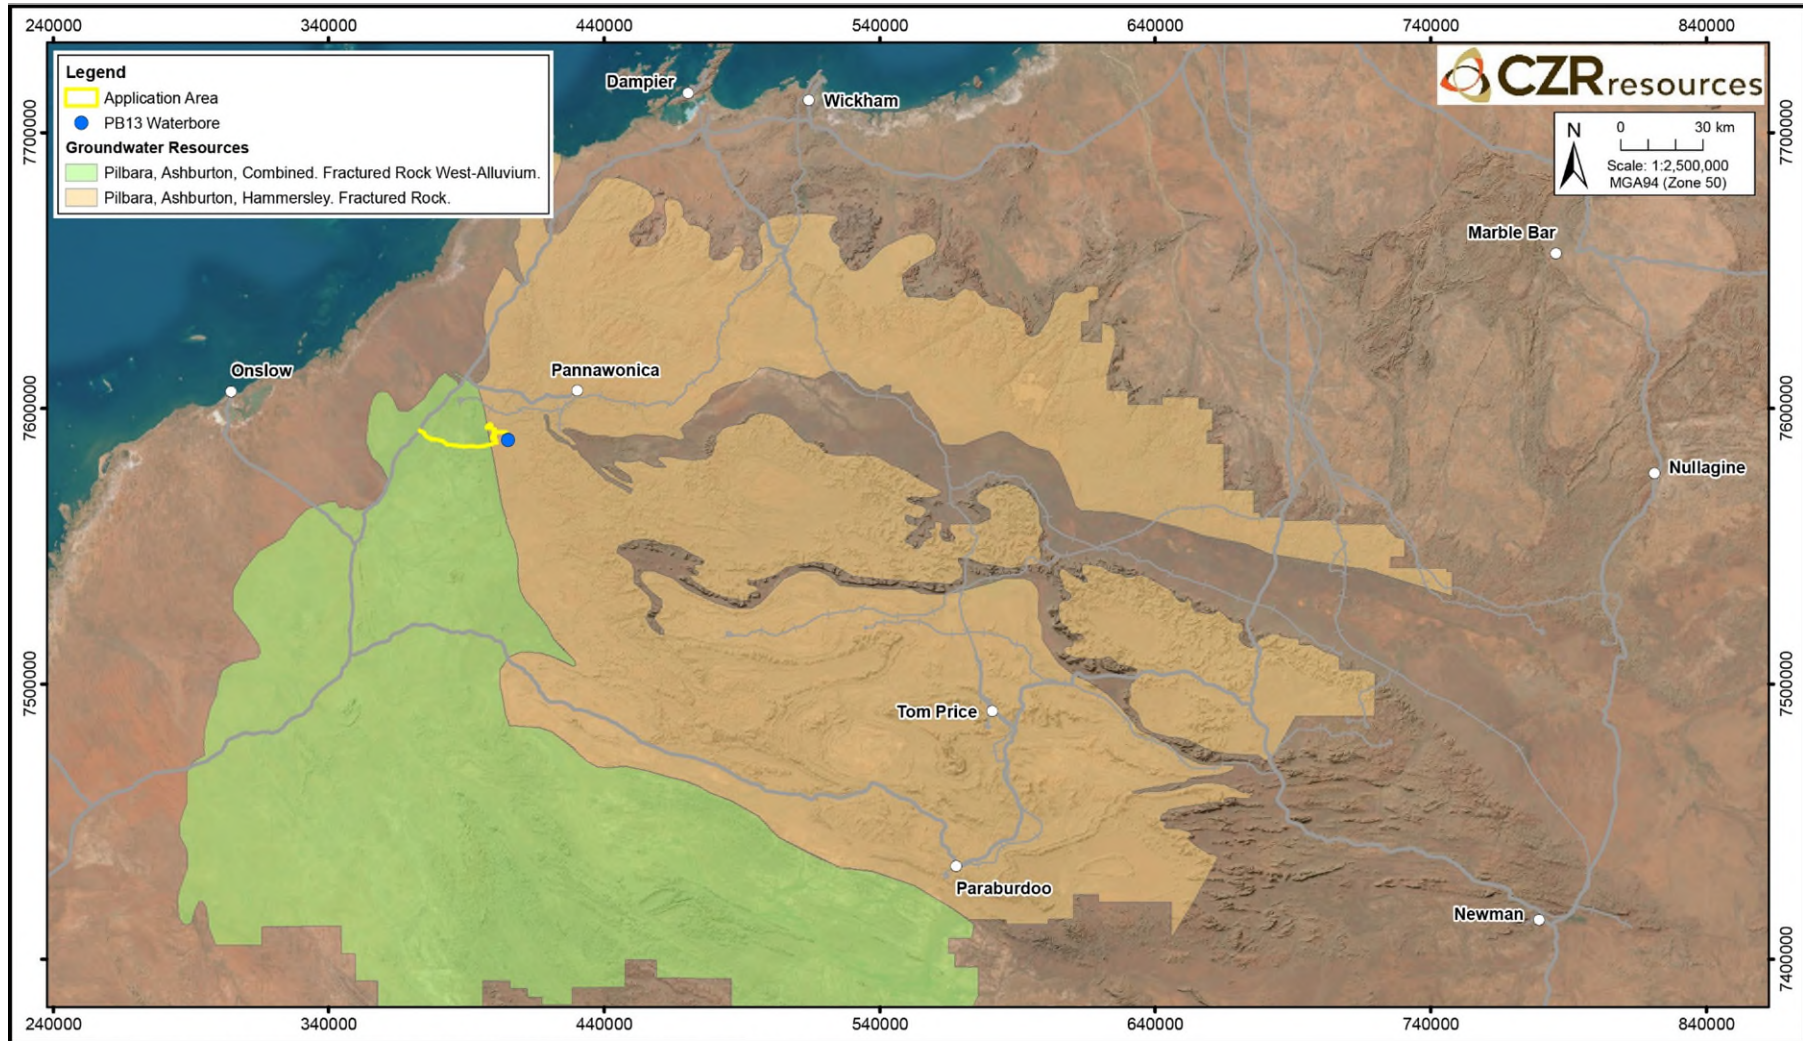 240000 340000 440000 540000 640000 740000 840000
Legend
Application Area
PB13 Waterbore
Groundwater Resources
Pilbara, Ashburton, Combined. Fractured Rock West-Alluvium.
Pilbara, Ashburton, Hammersley. Fractured Rock.
CZR resources
N
0 30 km
Scale: 1:2,500,000
MGA94 (Zone 50)
Dampier
Wickham
7700000 7700000
Marble Bar
Onslow
Pannawonica
7600000 7600000
Nullagine
7500000 7500000
Tom Price
Paraburdoo
Newman
7400000 7400000
240000 340000 440000 540000 640000 740000 840000